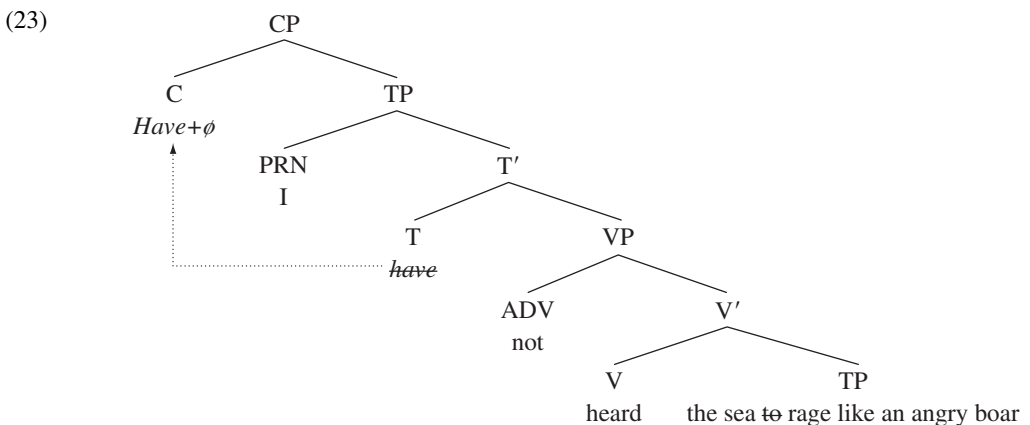 (23)
CP
C TP
Have+ø
PRN T′
I
T VP
have
ADV V′
not
V TP
heard the sea to rage like an angry boar